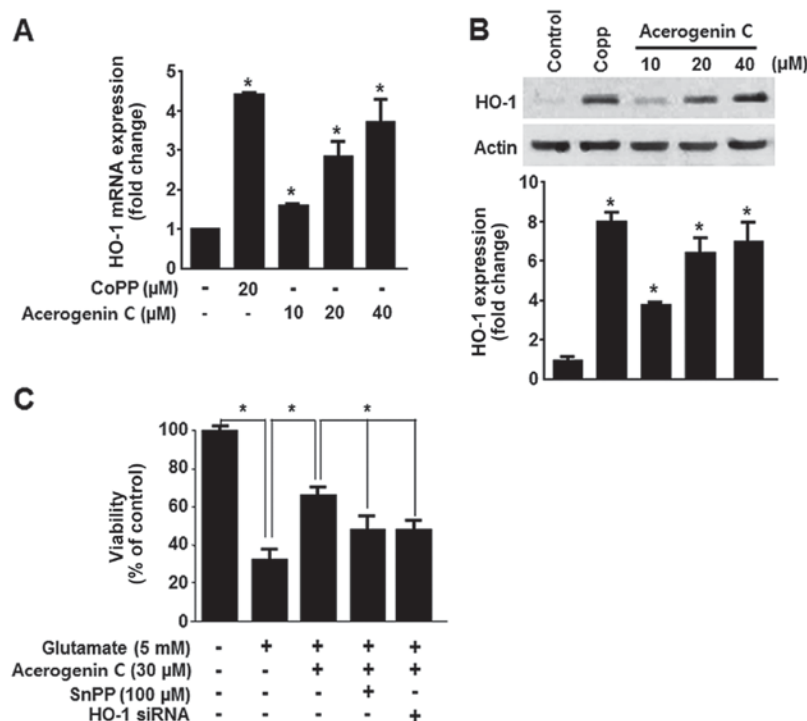 A
HO-1 mRNA expression
(fold change)
5
4
3
2
1
0
* * * *
CoPP (µM) - 20 - - -
Acerogenin C (µM) - - 10 20 40
B
Control Copp Acerogenin C
10 20 40 (µM)
HO-1
Actin
HO-1 expression
(fold change)
10
8
6
4
2
0
* * * *
C
Viability
(% of control)
100
80
60
40
20
0
* * *
Glutamate (5 mM) - + + + +
Acerogenin C (30 µM) - - + + +
SnPP (100 µM) - - - + -
HO-1 siRNA - - - - +